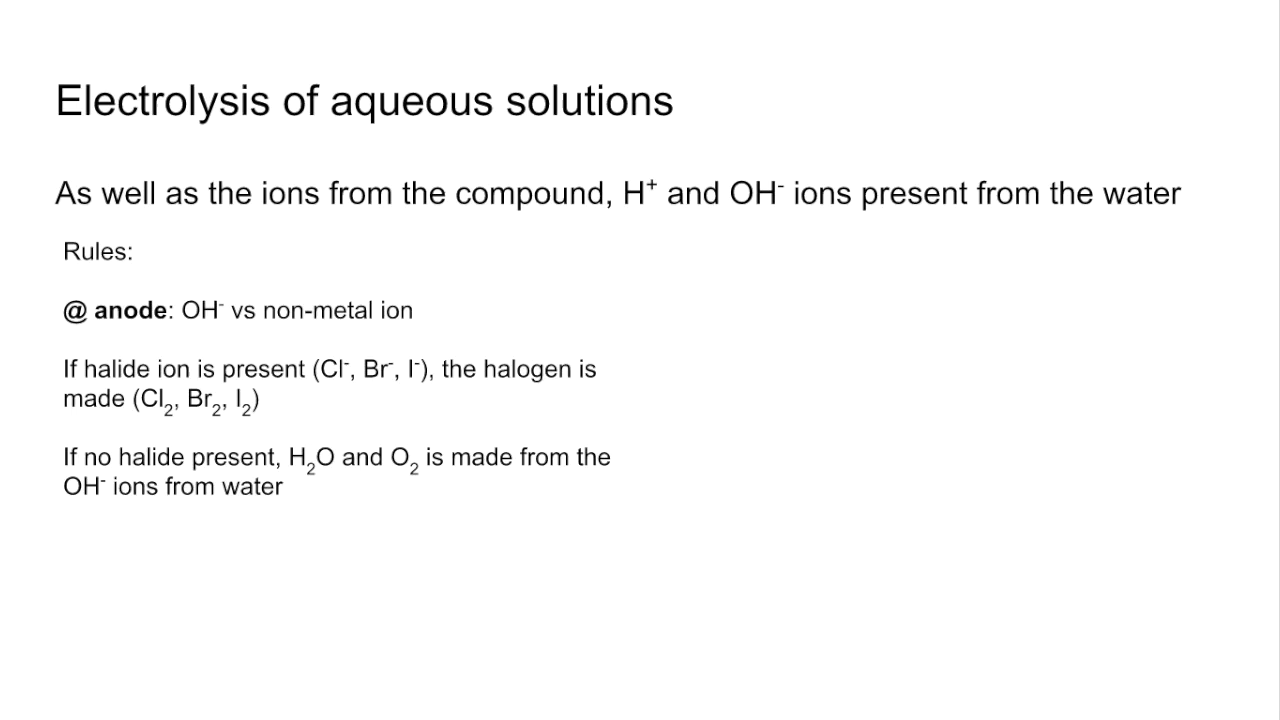 Electrolysis of aqueous solutions
As well as the ions from the compound, H⁺ and OH⁻ ions present from the water
Rules:
@ anode: OH⁻ vs non-metal ion
If halide ion is present (Cl⁻, Br⁻, I⁻), the halogen is
made (Cl₂, Br₂, I₂)
If no halide present, H₂O and O₂ is made from the
OH⁻ ions from water